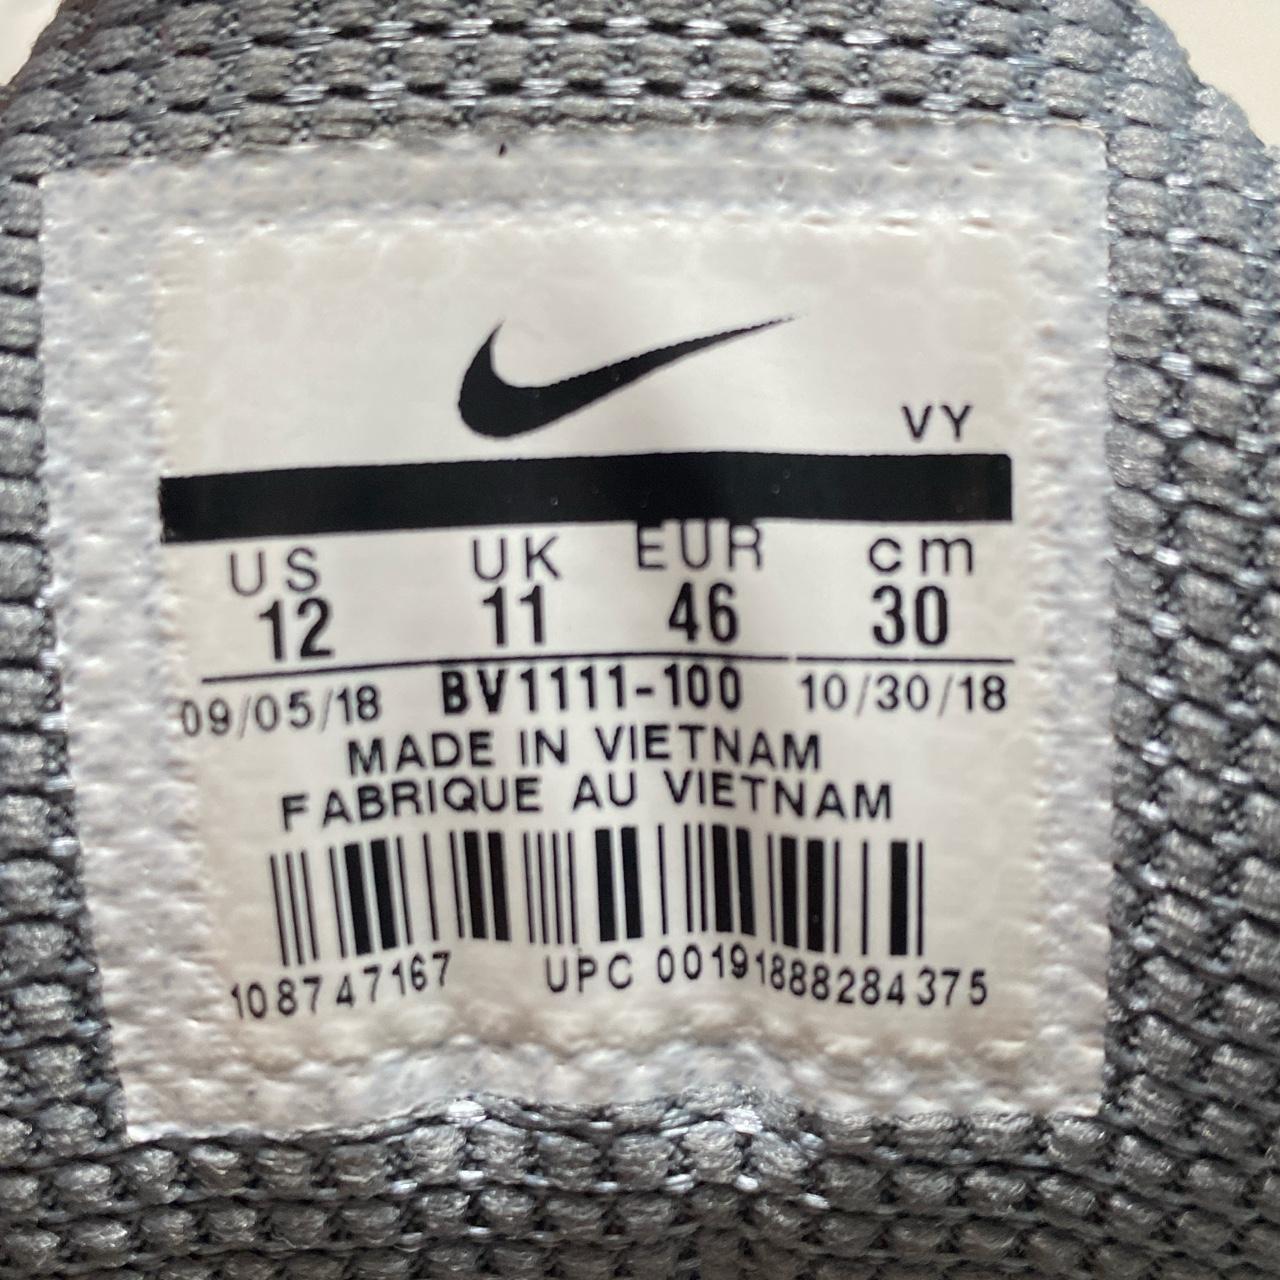 VY
US UK EUR cm
12 11 46 30
09/05/18 BV1111-100 10/30/18
MADE IN VIETNAM
FABRIQUE AU VIETNAM
108747167 UPC 00191888284375